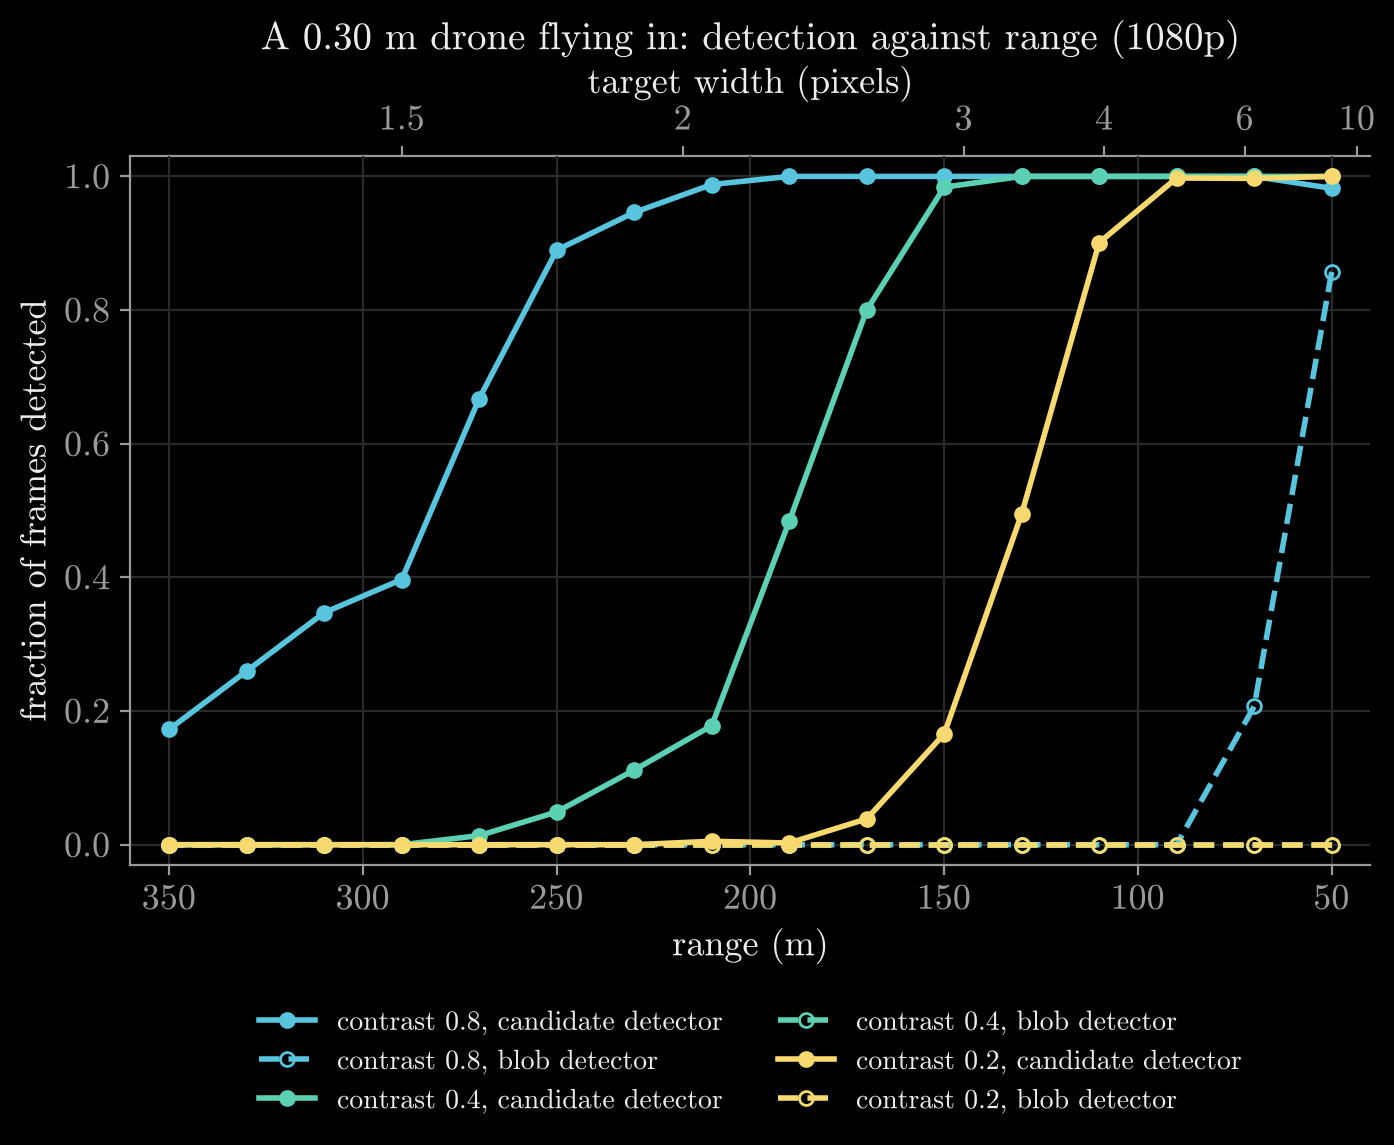 A 0.30 m drone flying in: detection against range (1080p)
target width (pixels)
1.5 2 3 4 6 10
1.0
0.8
0.6
0.4
0.2
0.0
fraction of frames detected
350 300 250 200 150 100 50
range (m)
contrast 0.8, candidate detector
contrast 0.8, blob detector
contrast 0.4, candidate detector
contrast 0.4, blob detector
contrast 0.2, candidate detector
contrast 0.2, blob detector